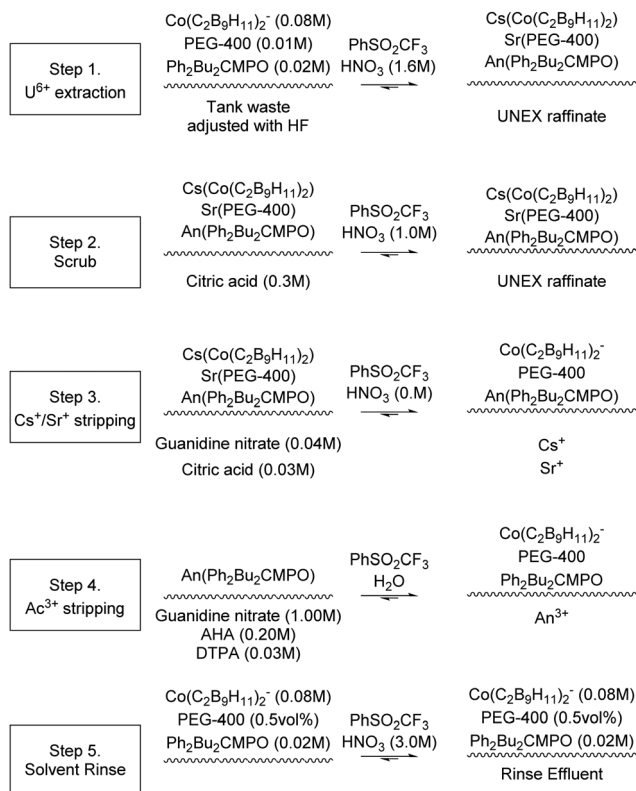 Step 1.
U⁶⁺ extraction
Co(C₂B₉H₁₁)₂⁻ (0.08M)
PEG-400 (0.01M)
Ph₂Bu₂CMPO (0.02M)
Tank waste
adjusted with HF
PhSO₂CF₃
HNO₃ (1.6M)
Cs(Co(C₂B₉H₁₁)₂)
Sr(PEG-400)
An(Ph₂Bu₂CMPO)
UNEX raffinate
Step 2.
Scrub
Cs(Co(C₂B₉H₁₁)₂)
Sr(PEG-400)
An(Ph₂Bu₂CMPO)
Citric acid (0.3M)
PhSO₂CF₃
HNO₃ (1.0M)
Cs(Co(C₂B₉H₁₁)₂)
Sr(PEG-400)
An(Ph₂Bu₂CMPO)
UNEX raffinate
Step 3.
Cs⁺/Sr⁺ stripping
Cs(Co(C₂B₉H₁₁)₂)
Sr(PEG-400)
An(Ph₂Bu₂CMPO)
Guanidine nitrate (0.04M)
Citric acid (0.03M)
PhSO₂CF₃
HNO₃ (0.M)
Co(C₂B₉H₁₁)₂⁻
PEG-400
An(Ph₂Bu₂CMPO)
Cs⁺
Sr⁺
Step 4.
Ac³⁺ stripping
An(Ph₂Bu₂CMPO)
Guanidine nitrate (1.00M)
AHA (0.20M)
DTPA (0.03M)
PhSO₂CF₃
H₂O
Co(C₂B₉H₁₁)₂⁻
PEG-400
Ph₂Bu₂CMPO
An³⁺
Step 5.
Solvent Rinse
Co(C₂B₉H₁₁)₂⁻ (0.08M)
PEG-400 (0.5vol%)
Ph₂Bu₂CMPO (0.02M)
PhSO₂CF₃
HNO₃ (3.0M)
Co(C₂B₉H₁₁)₂⁻ (0.08M)
PEG-400 (0.5vol%)
Ph₂Bu₂CMPO (0.02M)
Rinse Effluent